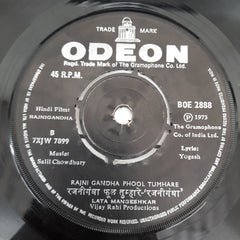 TRADE MARK
ODEON
Regd. Trade Mark of The Gramophone Co. Ltd.
45 R.P.M.
Hindi Film:
RAJNIGANDHA
BOE 2888
B
7XJW 7899
℗ 1973
The Gramophone
Co. of India Ltd.
Music:
Salil Chowdhury
Lyric:
Yogesh
RAJNI GANDHA PHOOL TUMHARE
रजनीगंधा फूल तुम्हारे-'रजनीगंधा'
LATA MANGESHKAR
Vijay Rahi Productions